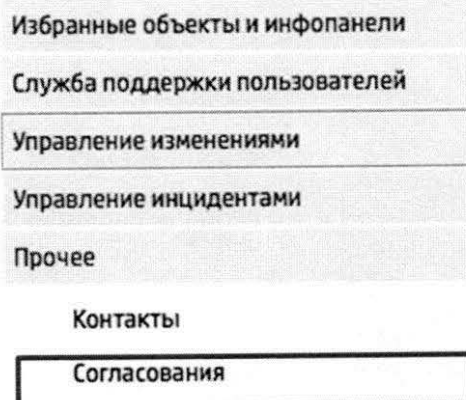 Избранные объекты и инфопанели
Служба поддержки пользователей
Управление изменениями
Управление инцидентами
Прочее
Контакты
Согласования